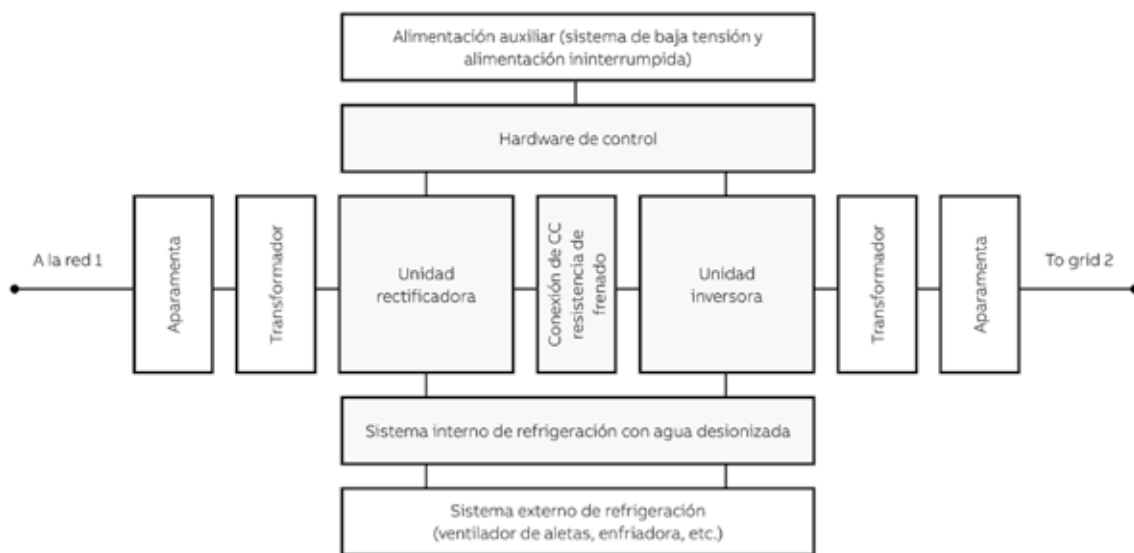 Alimentación auxiliar (sistema de baja tensión y
alimentación ininterrumpida)
Hardware de control
A la red 1
Aparamenta
Transformador
Unidad
rectificadora
Conexión de CC
resistencia de
frenado
Unidad
inversora
Transformador
Aparamenta
To grid 2
Sistema interno de refrigeración con agua desionizada
Sistema externo de refrigeración
(ventilador de aletas, enfriadora, etc.)